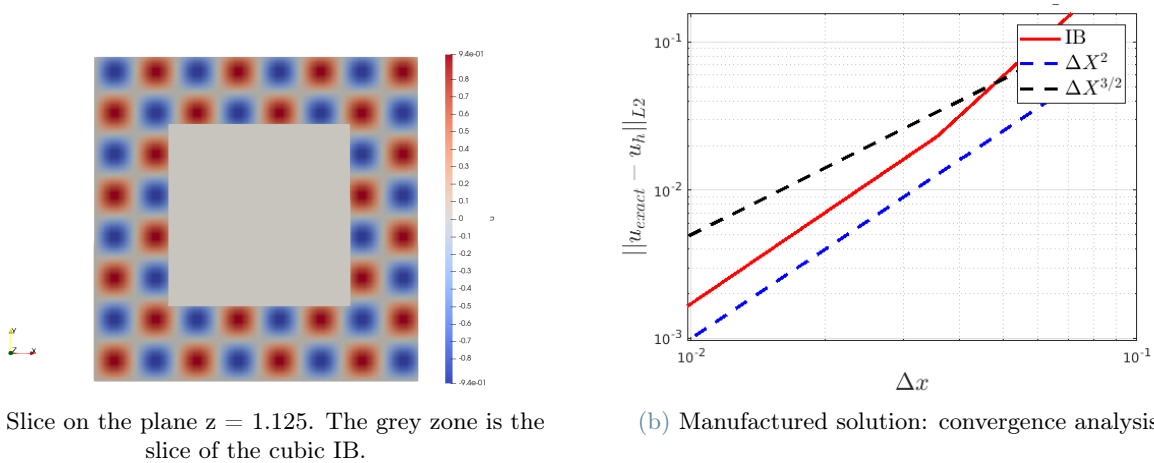 9.4e-01
0.8
0.7
0.6
0.5
0.4
0.3
0.2
0.1
0
-0.1
-0.2
-0.3
-0.4
-0.5
-0.6
-0.7
-0.8
-9.4e-01
u
Y
Z
X
Slice on the plane z = 1.125. The grey zone is the
slice of the cubic IB.
||u_{exact} − u_h||_{L2}
10^{-1}
10^{-2}
10^{-3}
IB
ΔX^2
ΔX^{3/2}
10^{-2}
10^{-1}
Δx
(b) Manufactured solution: convergence analysis